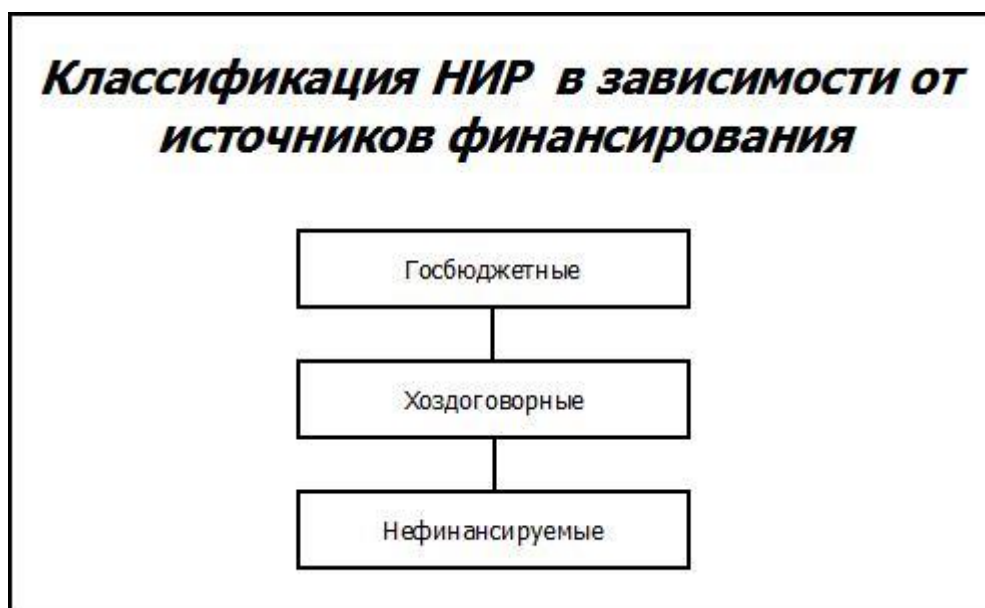 Классификация НИР в зависимости от
источников финансирования
Госбюджетные
Хоздоговорные
Нефинансируемые